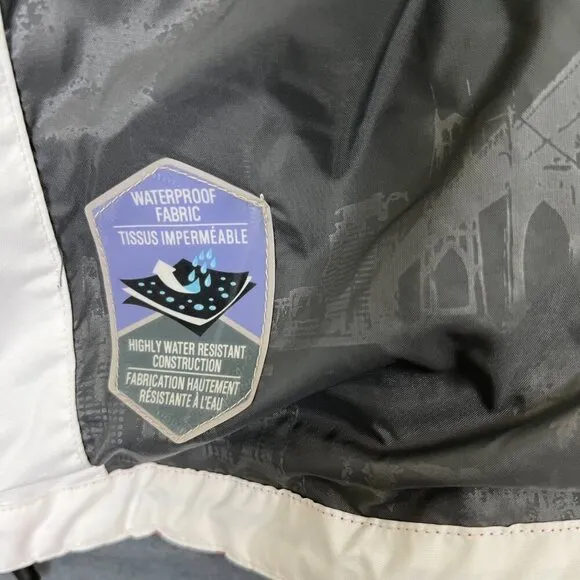 WATERPROOF
FABRIC
TISSUS IMPERMÉABLE
HIGHLY WATER RESISTANT
CONSTRUCTION
FABRICATION HAUTEMENT
RÉSISTANTE À L'EAU